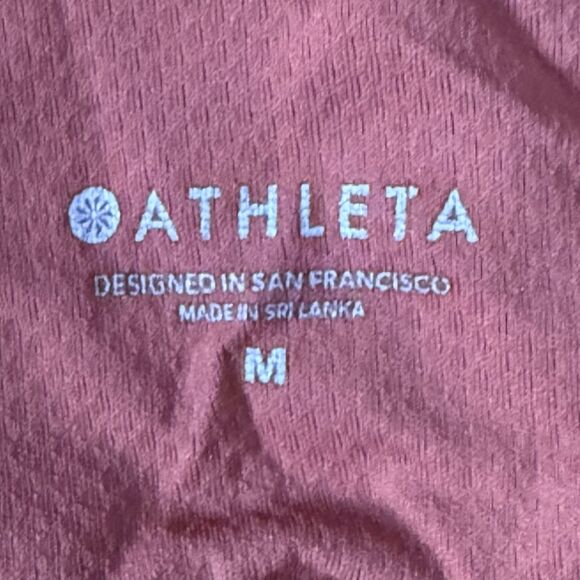 ATHLETA
DESIGNED IN SAN FRANCISCO
MADE IN SRI LANKA
M